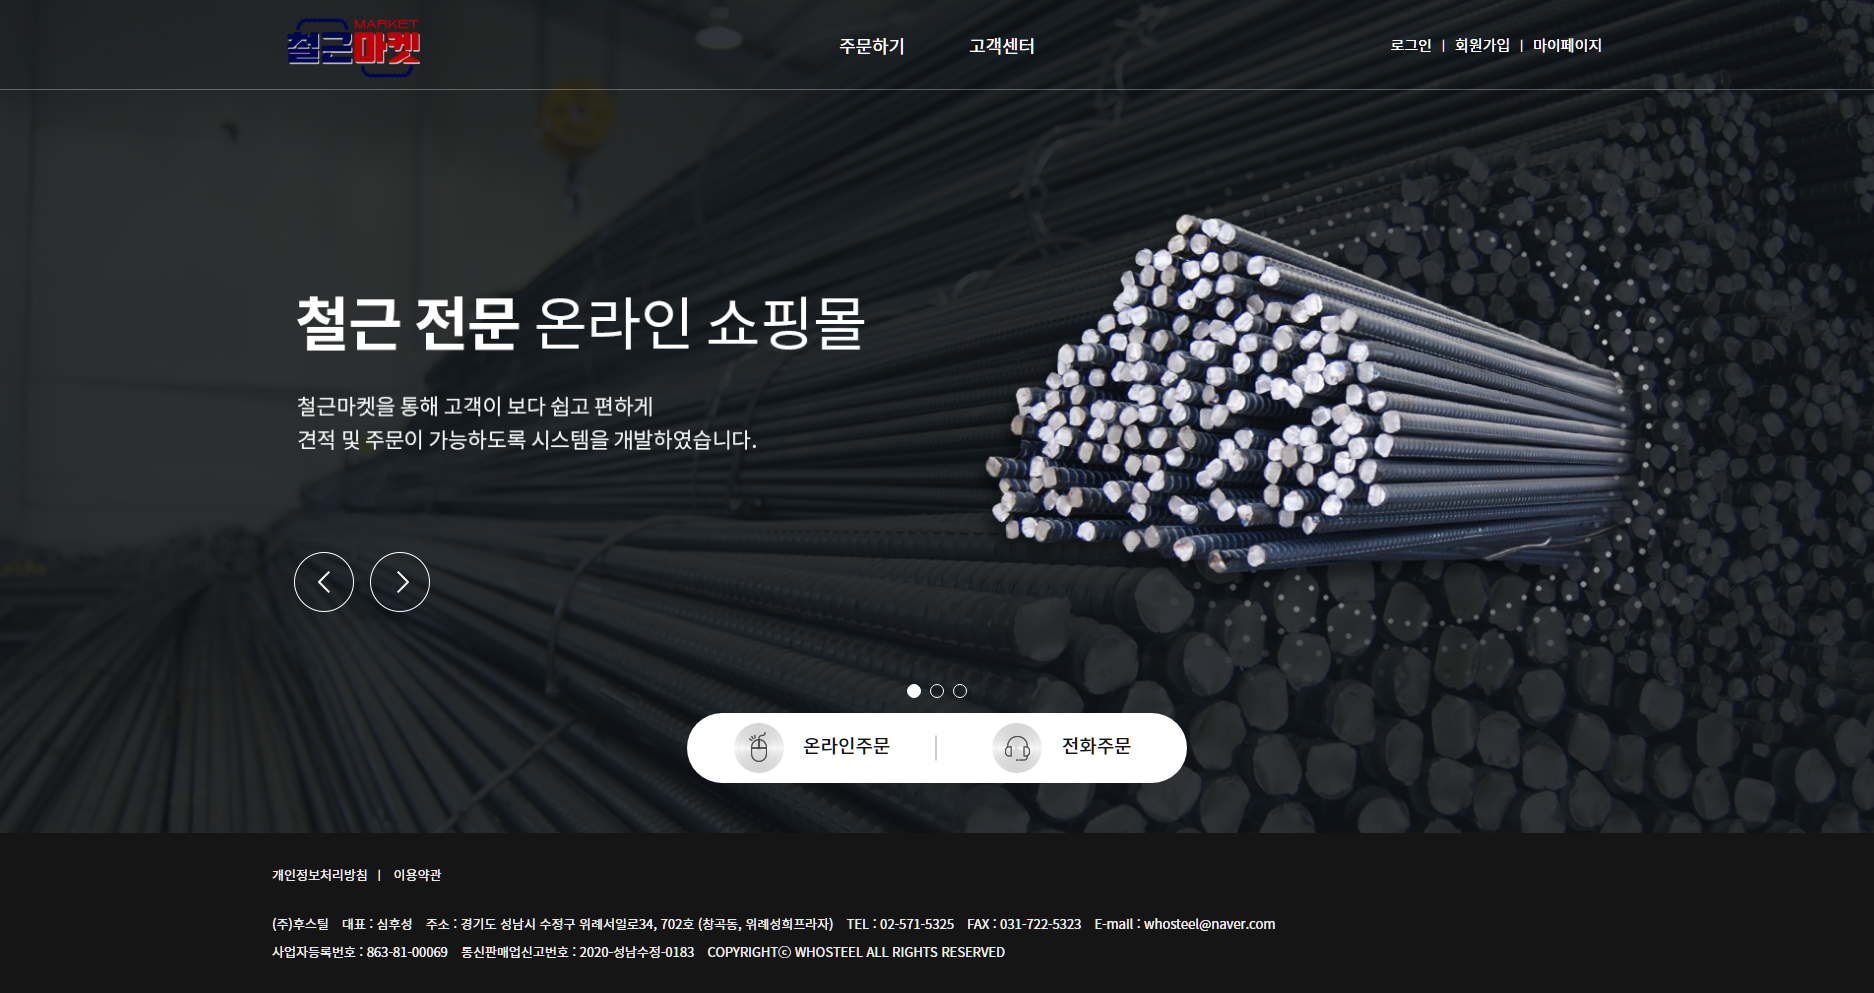 MARKET
철근마켓
주문하기 고객센터
로그인 | 회원가입 | 마이페이지
철근 전문 온라인 쇼핑몰
철근마켓을 통해 고객이 보다 쉽고 편하게
견적 및 주문이 가능하도록 시스템을 개발하였습니다.
온라인주문 | 전화주문
개인정보처리방침 | 이용약관
(주)후스틸 대표 : 심후성 주소 : 경기도 성남시 수정구 위례서일로34, 702호 (창곡동, 위례성희프라자) TEL : 02-571-5325 FAX : 031-722-5323 E-mail : whosteel@naver.com
사업자등록번호 : 863-81-00069 통신판매업신고번호 : 2020-성남수정-0183 COPYRIGHTⓒ WHOSTEEL ALL RIGHTS RESERVED